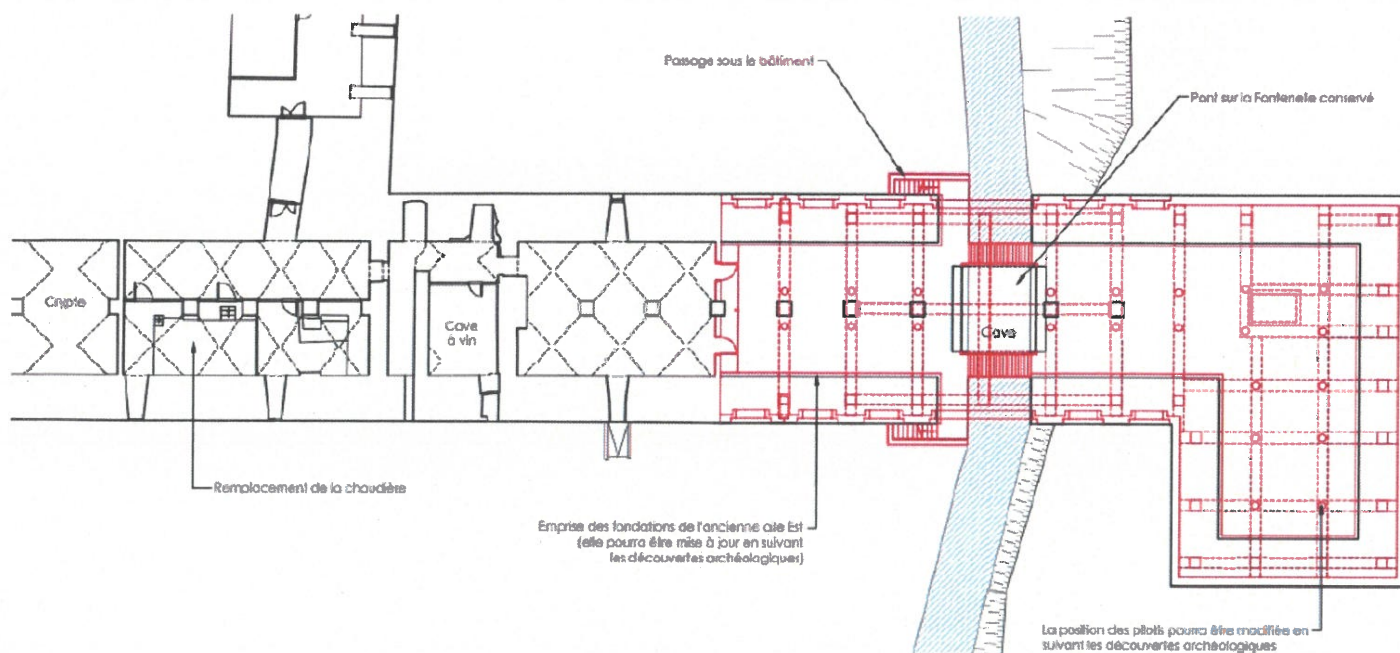 Passage sous le bâtiment
Pont sur la Fontenelle conservé
Crypte
Cave
à vin
Cave
Remplacement de la chaudière
Emprise des fondations de l'ancienne aile Est
(elle pourra être mise à jour en suivant
les découvertes archéologiques)
La position des pilotis pourra être modifiée en
suivant les découvertes archéologiques